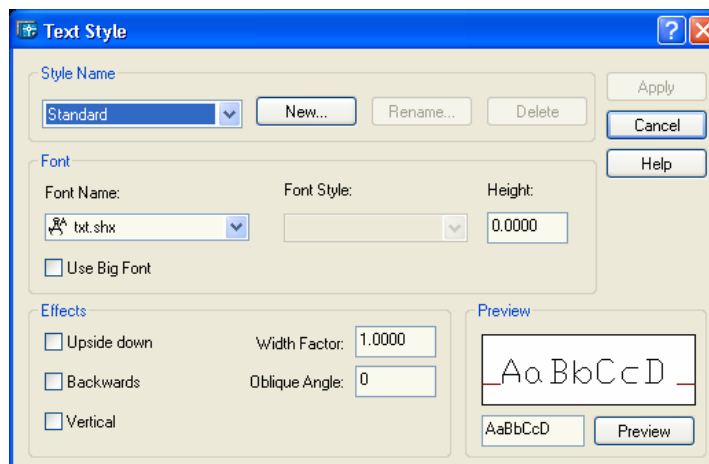 Text Style
Style Name
Standard
New...
Rename...
Delete
Apply
Cancel
Help
Font
Font Name:
Font Style:
Height:
txt.shx
0.0000
Use Big Font
Effects
Upside down
Width Factor: 1.0000
Backwards
Oblique Angle: 0
Vertical
Preview
AaBbCcD
AaBbCcD
Preview